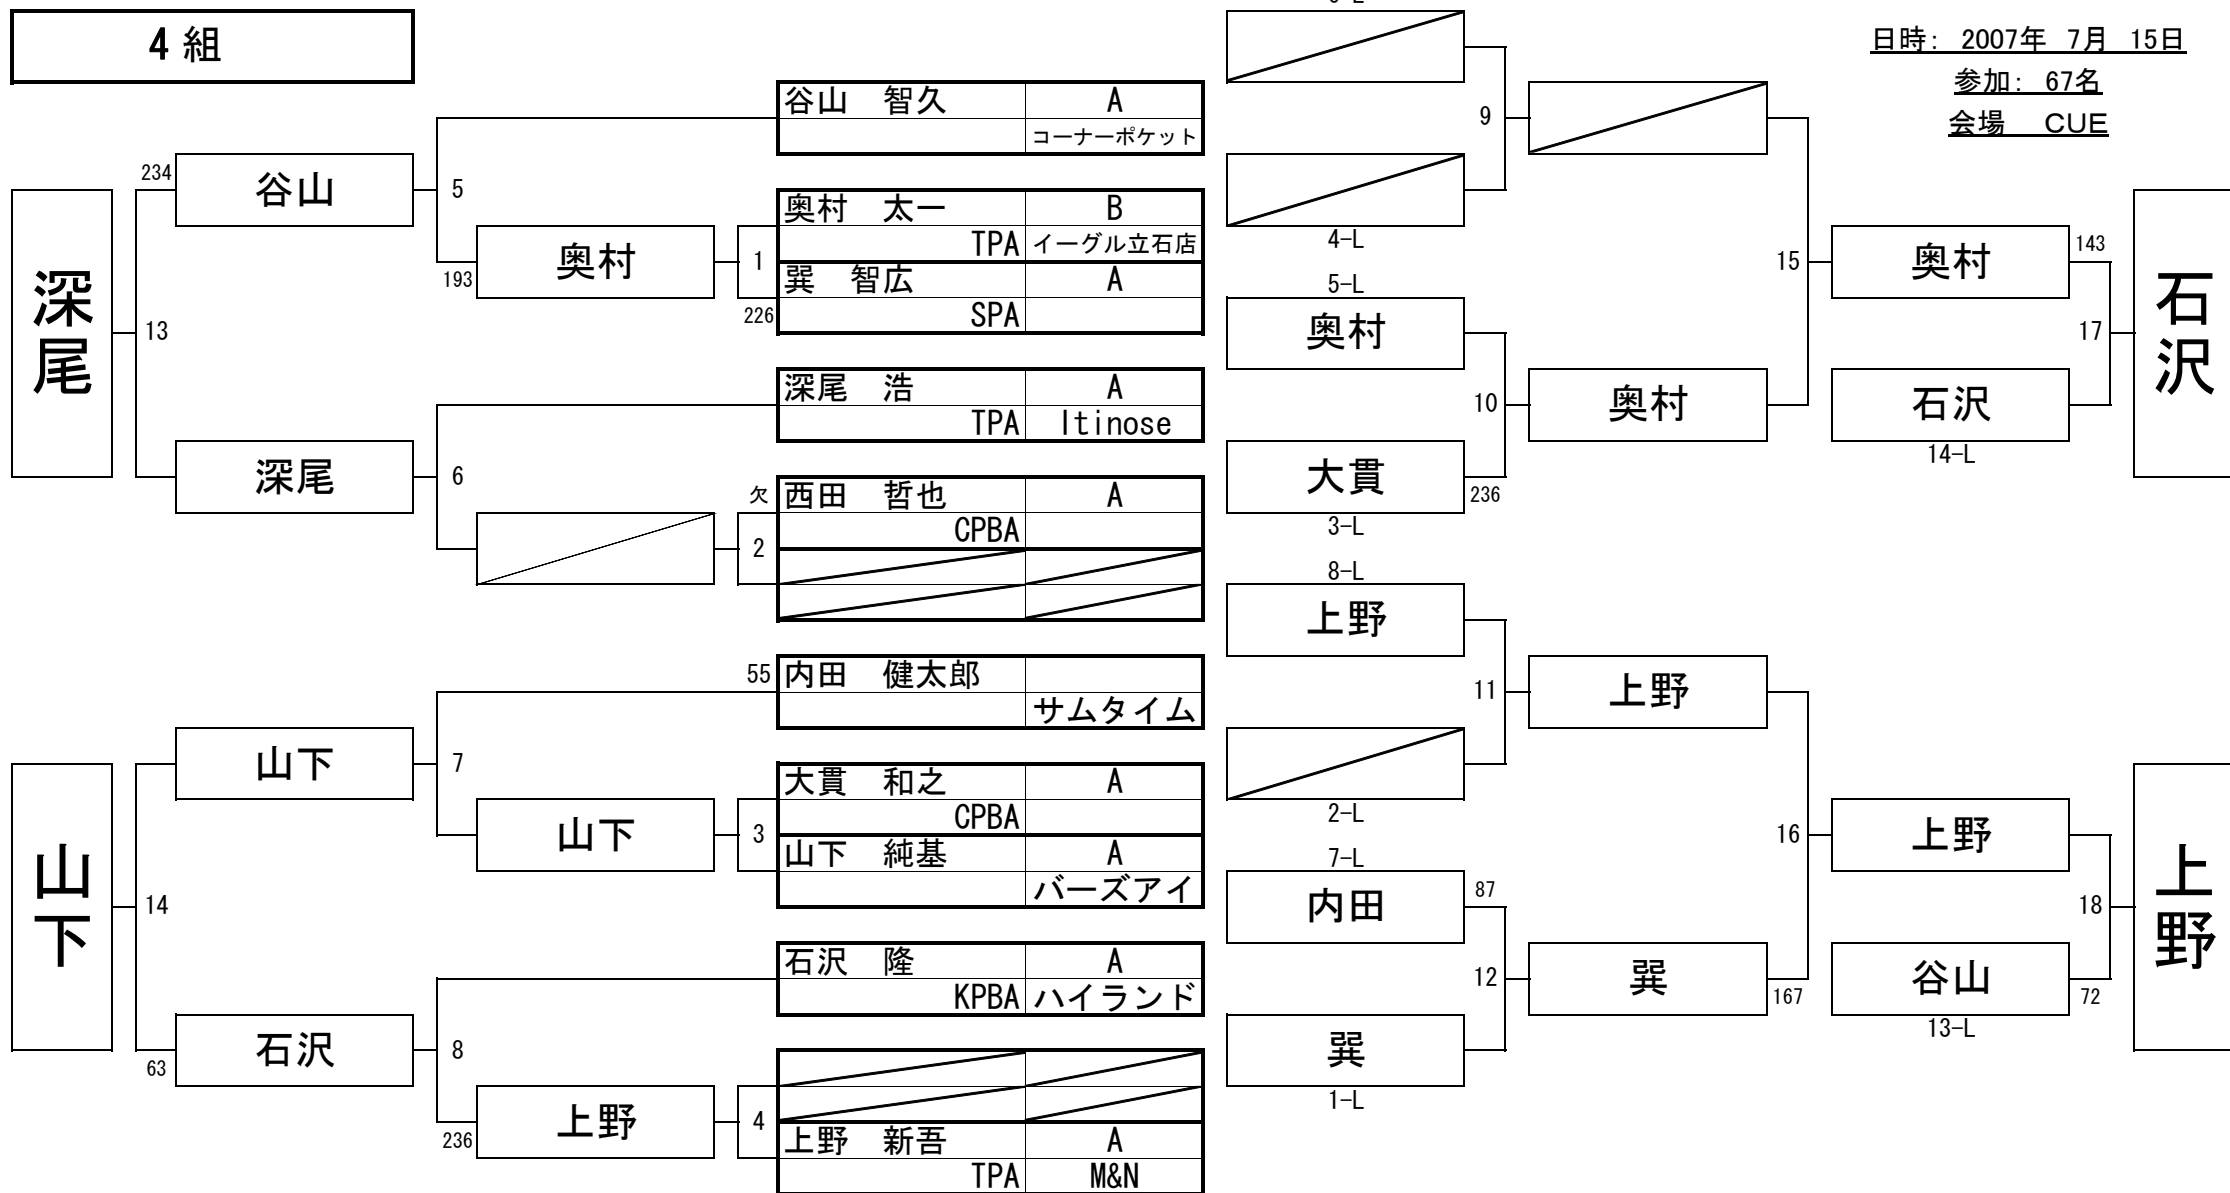 4 組
日時: 2007年 7月 15日
参加: 67名
会場 CUE
谷山 智久 A
コーナーポケット
9
234
谷山
5
奥村 太一 B
TPA イーグル立石店
4-L
奥村
143
深尾
193
奥村
1
巽 智広 A
SPA
226
5-L
15
石沢
13
奥村
17
深尾 浩 A
TPA Itinose
10
奥村
石沢
14-L
深尾
6
欠
西田 哲也 A
CPBA
2
大貫
236
3-L
8-L
上野
55
内田 健太郎
サムタイム
11
上野
山下
7
大貫 和之 A
CPBA
2-L
山下
山下
3
山下 純基 A
バーズアイ
7-L
16
上野
上野
14
内田
87
18
石沢 隆 A
KPBA ハイランド
12
巽
167
谷山
72
13-L
63
石沢
8
巽
1-L
236
上野
4
上野 新吾 A
TPA M&N